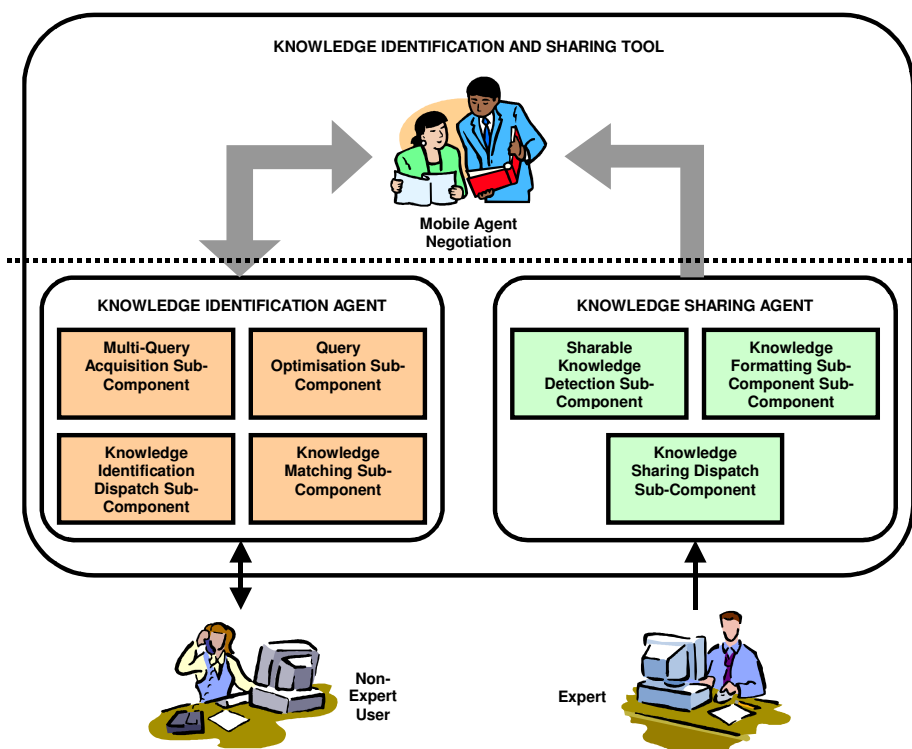 KNOWLEDGE IDENTIFICATION AND SHARING TOOL
Mobile Agent
Negotiation
KNOWLEDGE IDENTIFICATION AGENT
Multi-Query
Acquisition Sub-
Component
Query
Optimisation Sub-
Component
Knowledge
Identification
Dispatch Sub-
Component
Knowledge
Matching Sub-
Component
KNOWLEDGE SHARING AGENT
Sharable
Knowledge
Detection Sub-
Component
Knowledge
Formatting Sub-
Component Sub-
Component
Knowledge
Sharing Dispatch
Sub-Component
Non-
Expert
User
Expert